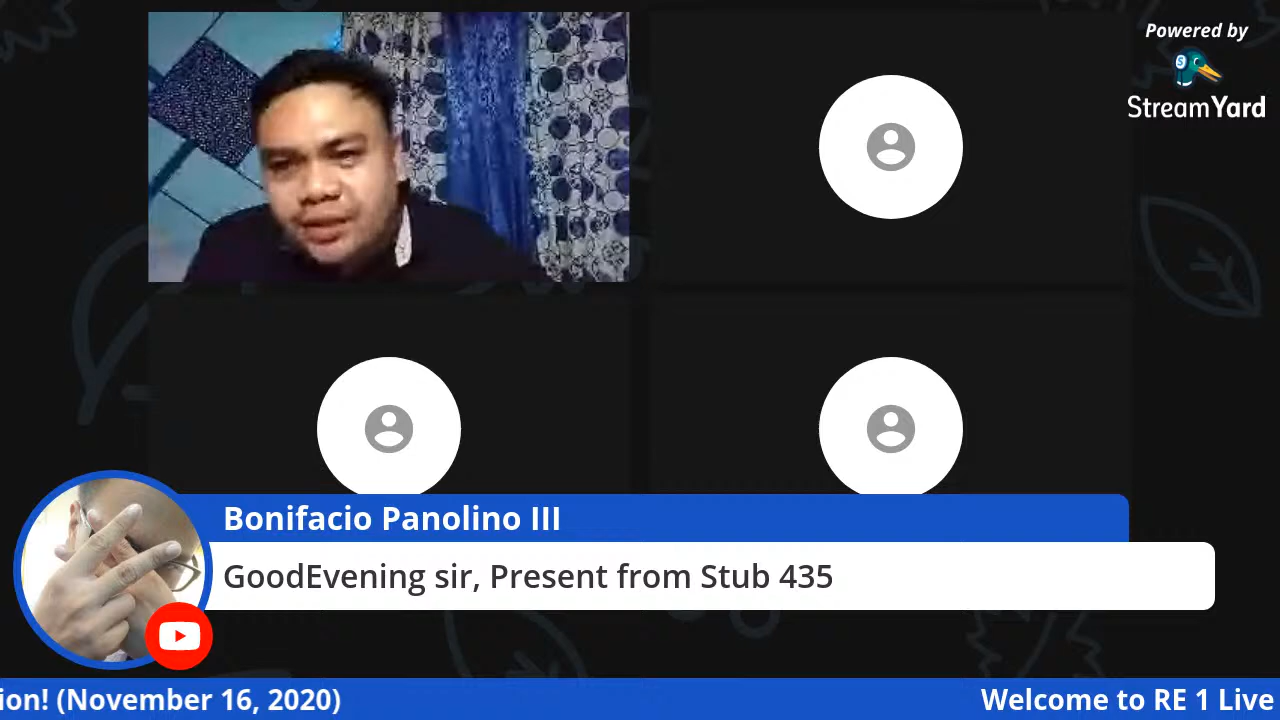 Powered by
StreamYard
Bonifacio Panolino III
GoodEvening sir, Present from Stub 435
ion! (November 16, 2020)
Welcome to RE 1 Live